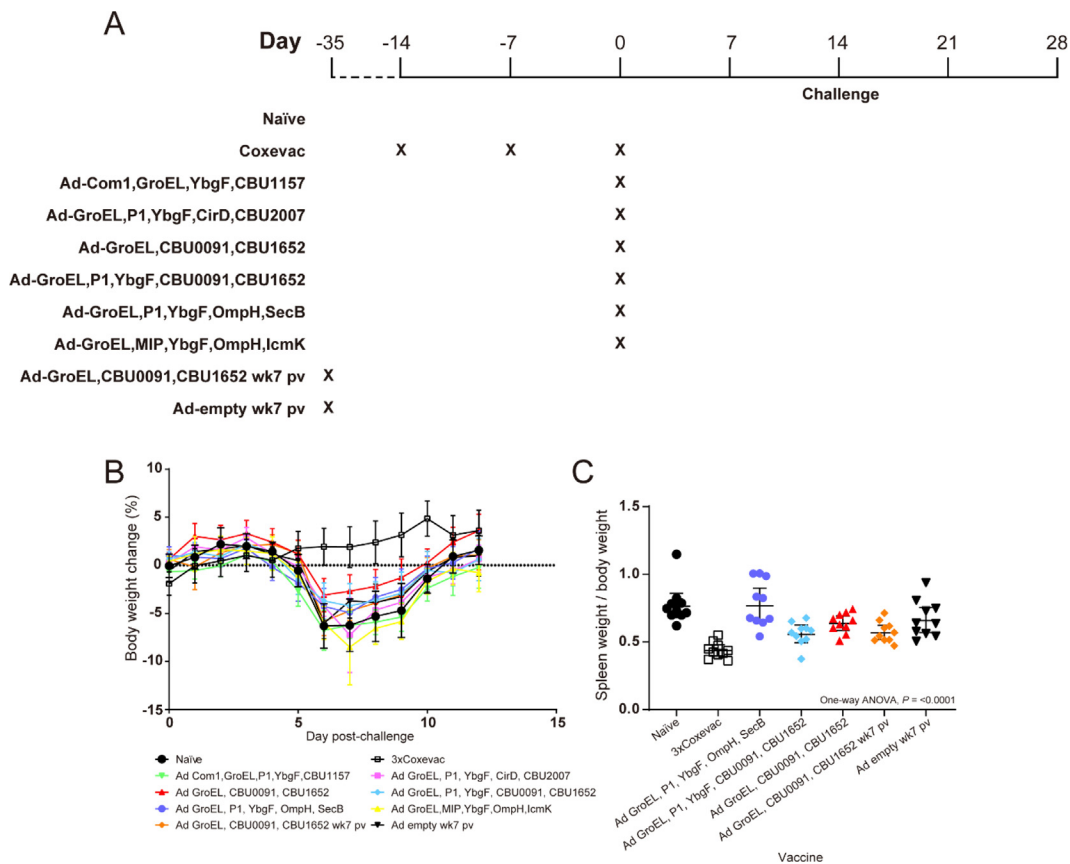 A
Day -35 -14 -7 0 7 14 21 28
Challenge
Naïve
Coxevac X X X
Ad-Com1,GroEL,YbgF,CBU1157 X
Ad-GroEL,P1,YbgF,CirD,CBU2007 X
Ad-GroEL,CBU0091,CBU1652 X
Ad-GroEL,P1,YbgF,CBU0091,CBU1652 X
Ad-GroEL,P1,YbgF,OmpH,SecB X
Ad-GroEL,MIP,YbgF,OmpH,IcmK X
Ad-GroEL,CBU0091,CBU1652 wk7 pv X
Ad-empty wk7 pv X
B
Body weight change (%)
10
5
0
-5
-10
-15
0 5 10 15
Day post-challenge
Naïve
3xCoxevac
Ad Com1,GroEL,P1,YbgF,CBU1157
Ad GroEL, P1, YbgF, CirD, CBU2007
Ad GroEL, CBU0091, CBU1652
Ad GroEL, P1, YbgF, CBU0091, CBU1652
Ad GroEL, P1, YbgF, OmpH, SecB
Ad GroEL,MIP,YbgF,OmpH,IcmK
Ad GroEL, CBU0091, CBU1652 wk7 pv
Ad empty wk7 pv
C
Spleen weight / body weight
1.5
1.0
0.5
0.0
One-way ANOVA, P = <0.0001
Naïve
3xCoxevac
Ad GroEL, P1, YbgF, OmpH, SecB
Ad GroEL, P1, YbgF, CBU0091, CBU1652
Ad GroEL, CBU0091, CBU1652
Ad GroEL, CBU0091, CBU1652 wk7 pv
Ad empty wk7 pv
Vaccine